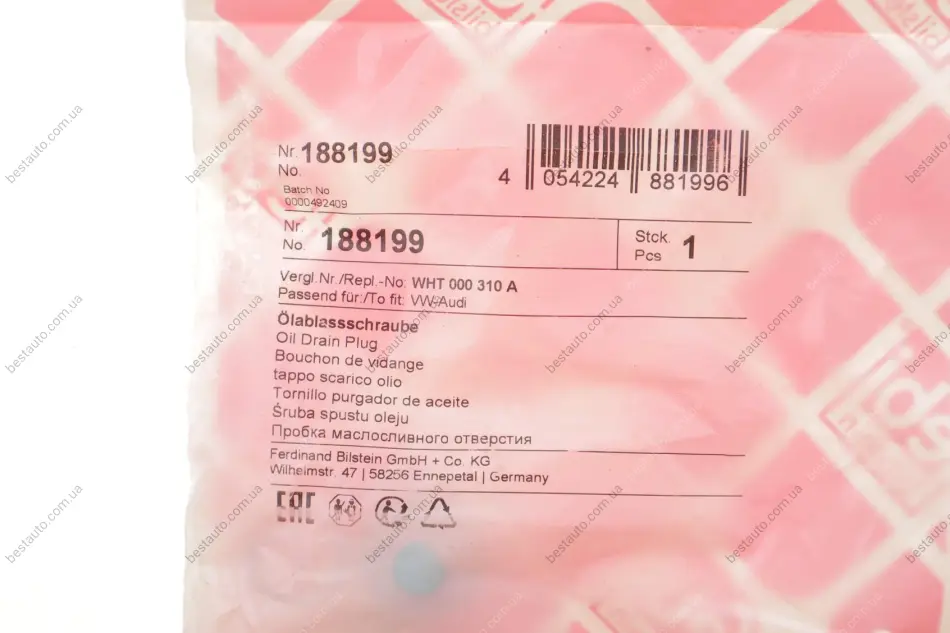 Nr. 188199
No.
Batch No
0000492409
4 054224 881996
Nr. 188199
No.
Stck. 1
Pcs
Vergl.Nr./Repl.-No: WHT 000 310 A
Passend für:/To fit: VW-Audi
Ölablassschraube
Oil Drain Plug
Bouchon de vidange
tappo scarico olio
Tornillo purgador de aceite
Śruba spustu oleju
Пробка маслосливного отверстия
Ferdinand Bilstein GmbH + Co. KG
Wilhelmstr. 47 | 58256 Ennepetal | Germany
EAC
bestauto.com.ua